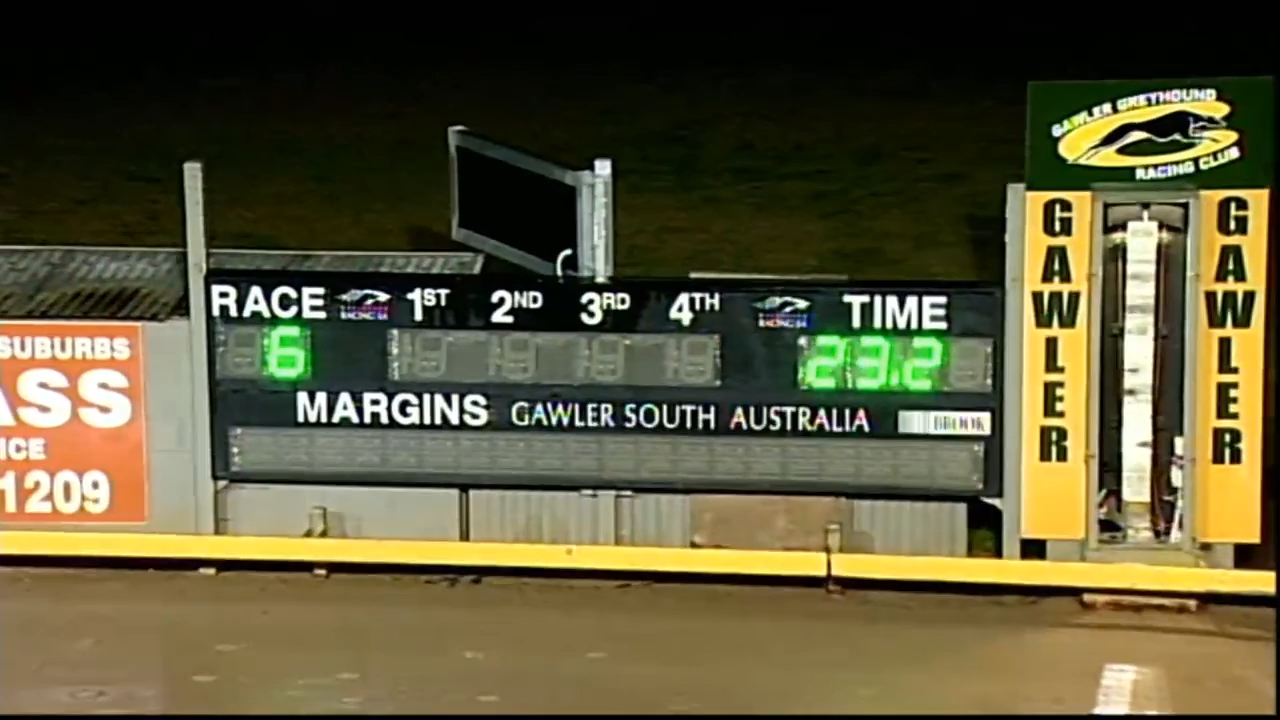 GAWLER GREYHOUND
RACING CLUB
GAWLER
GAWLER
RACE 1ST 2ND 3RD 4TH TIME
6 23.2
MARGINS GAWLER SOUTH AUSTRALIA BROOK
SUBURBS
ASS
ICE
1209